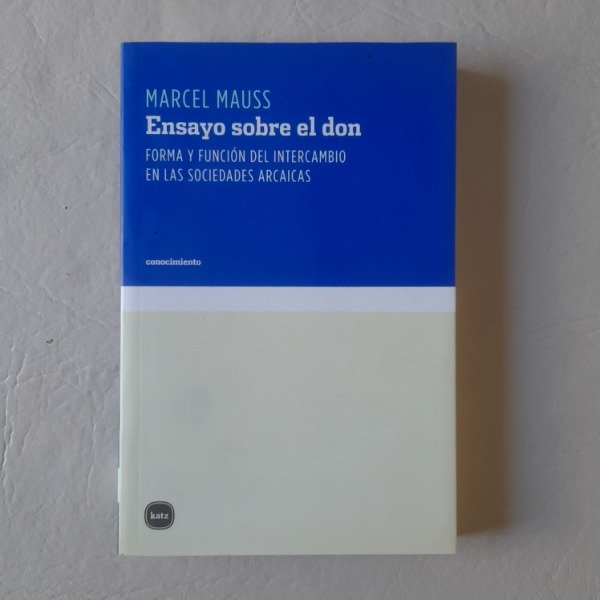 MARCEL MAUSS
Ensayo sobre el don
FORMA Y FUNCIÓN DEL INTERCAMBIO
EN LAS SOCIEDADES ARCAICAS
conocimiento
katz